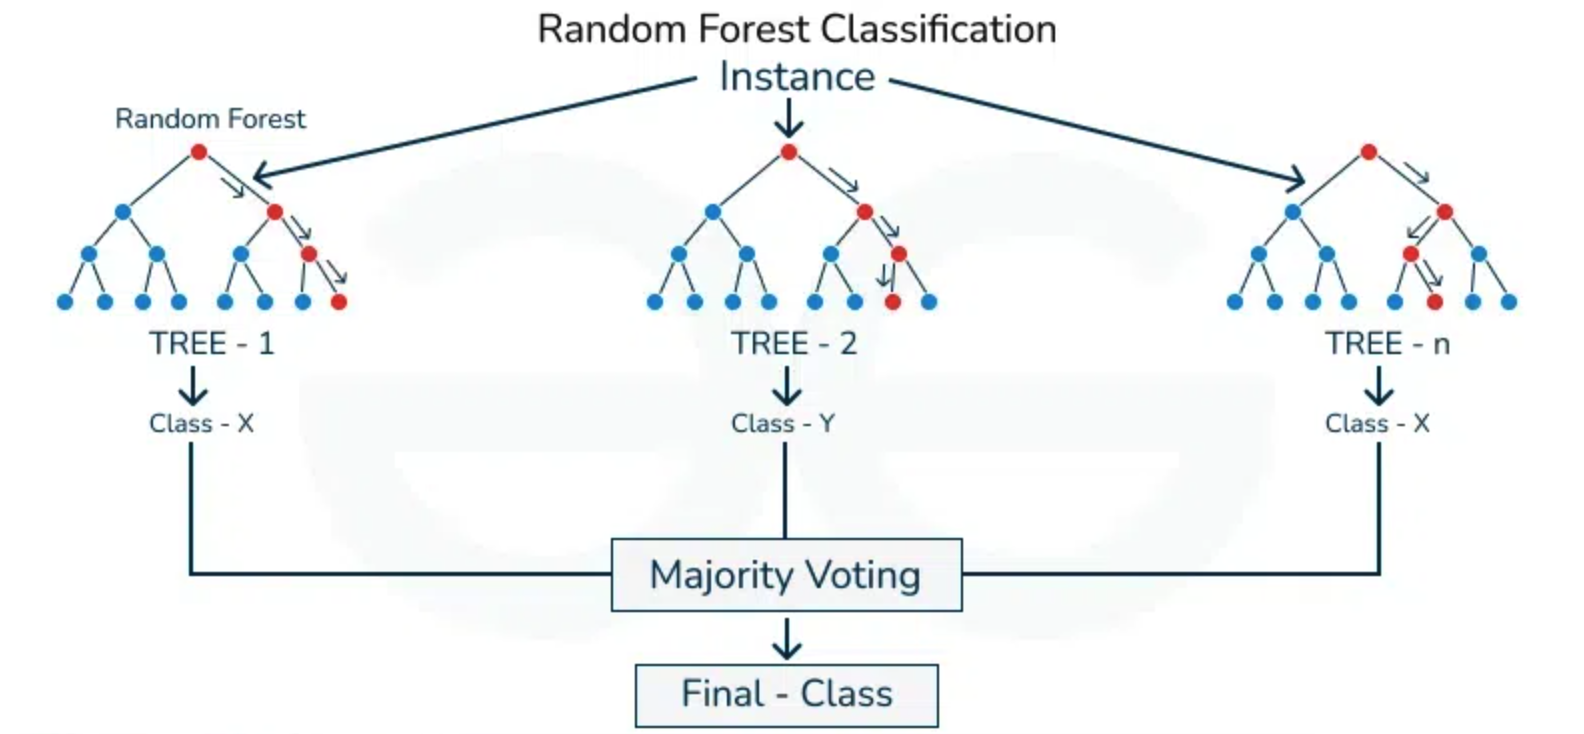 Random Forest Classification
Instance
Random Forest
TREE - 1
TREE - 2
TREE - n
Class - X
Class - Y
Class - X
Majority Voting
Final - Class